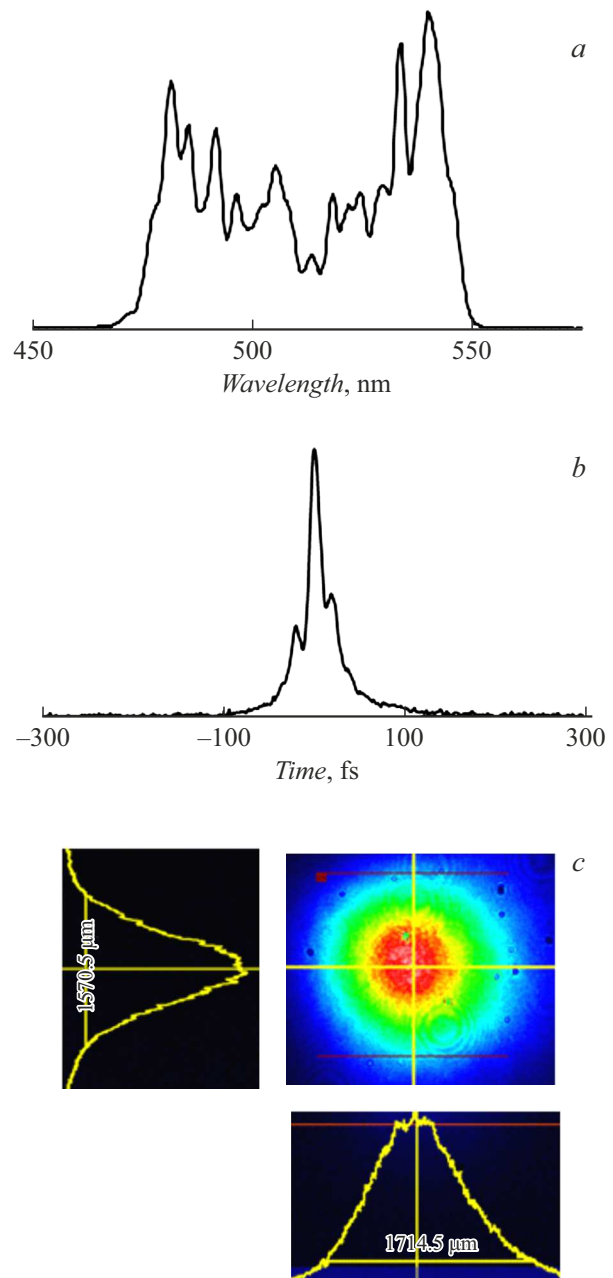 a
450 500 550
Wavelength, nm
b
–300 –100 100 300
Time, fs
c
1570.5 μm
1714.5 μm